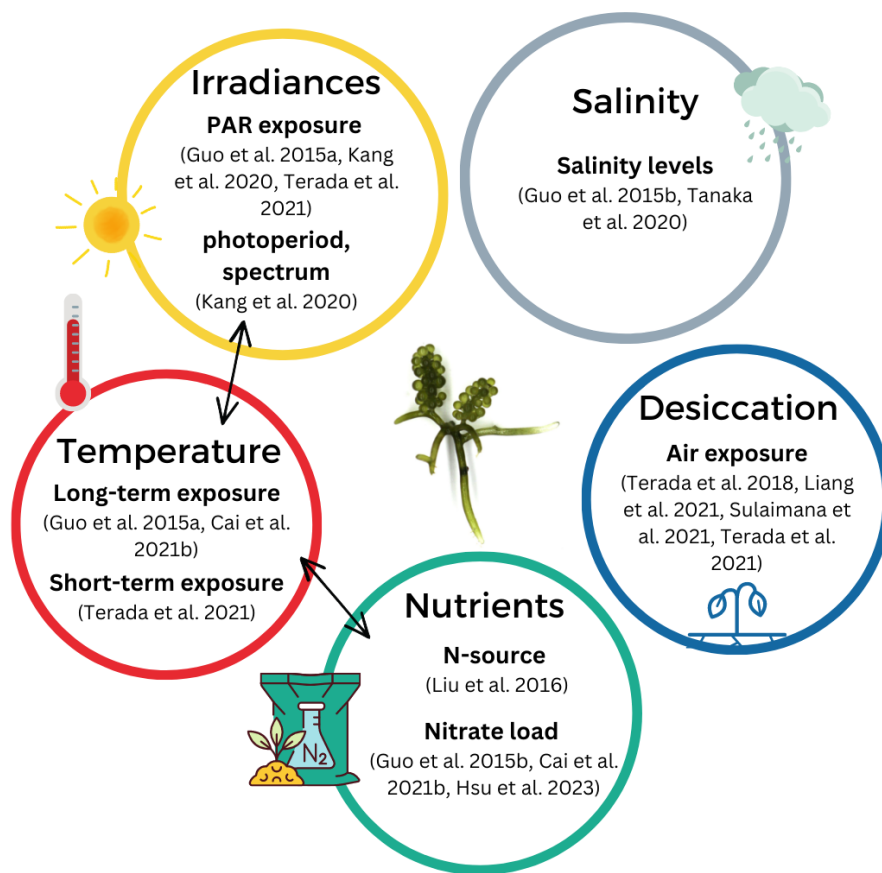 Irradiances
PAR exposure
(Guo et al. 2015a, Kang
et al. 2020, Terada et al.
2021)
photoperiod,
spectrum
(Kang et al. 2020)
Salinity
Salinity levels
(Guo et al. 2015b, Tanaka
et al. 2020)
Temperature
Long-term exposure
(Guo et al. 2015a, Cai et al.
2021b)
Short-term exposure
(Terada et al. 2021)
Desiccation
Air exposure
(Terada et al. 2018, Liang
et al. 2021, Sulaimana et
al. 2021, Terada et al.
2021)
Nutrients
N-source
(Liu et al. 2016)
Nitrate load
(Guo et al. 2015b, Cai et al.
2021b, Hsu et al. 2023)
N₂